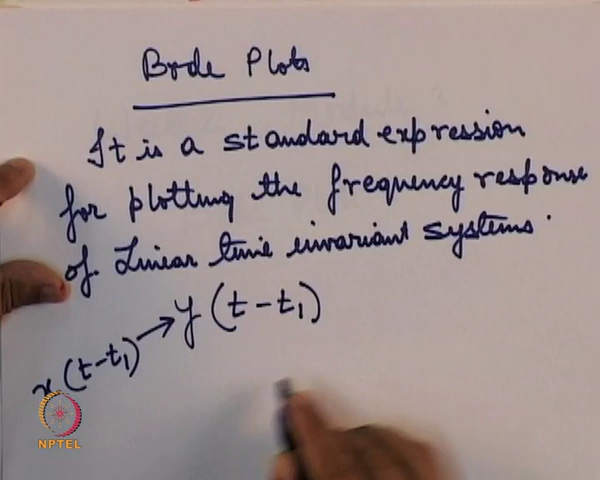 Bode Plots
It is a standard expression
for plotting the frequency response
of Linear time invariant systems.
x(t-t₁) → y(t-t₁)
NPTEL